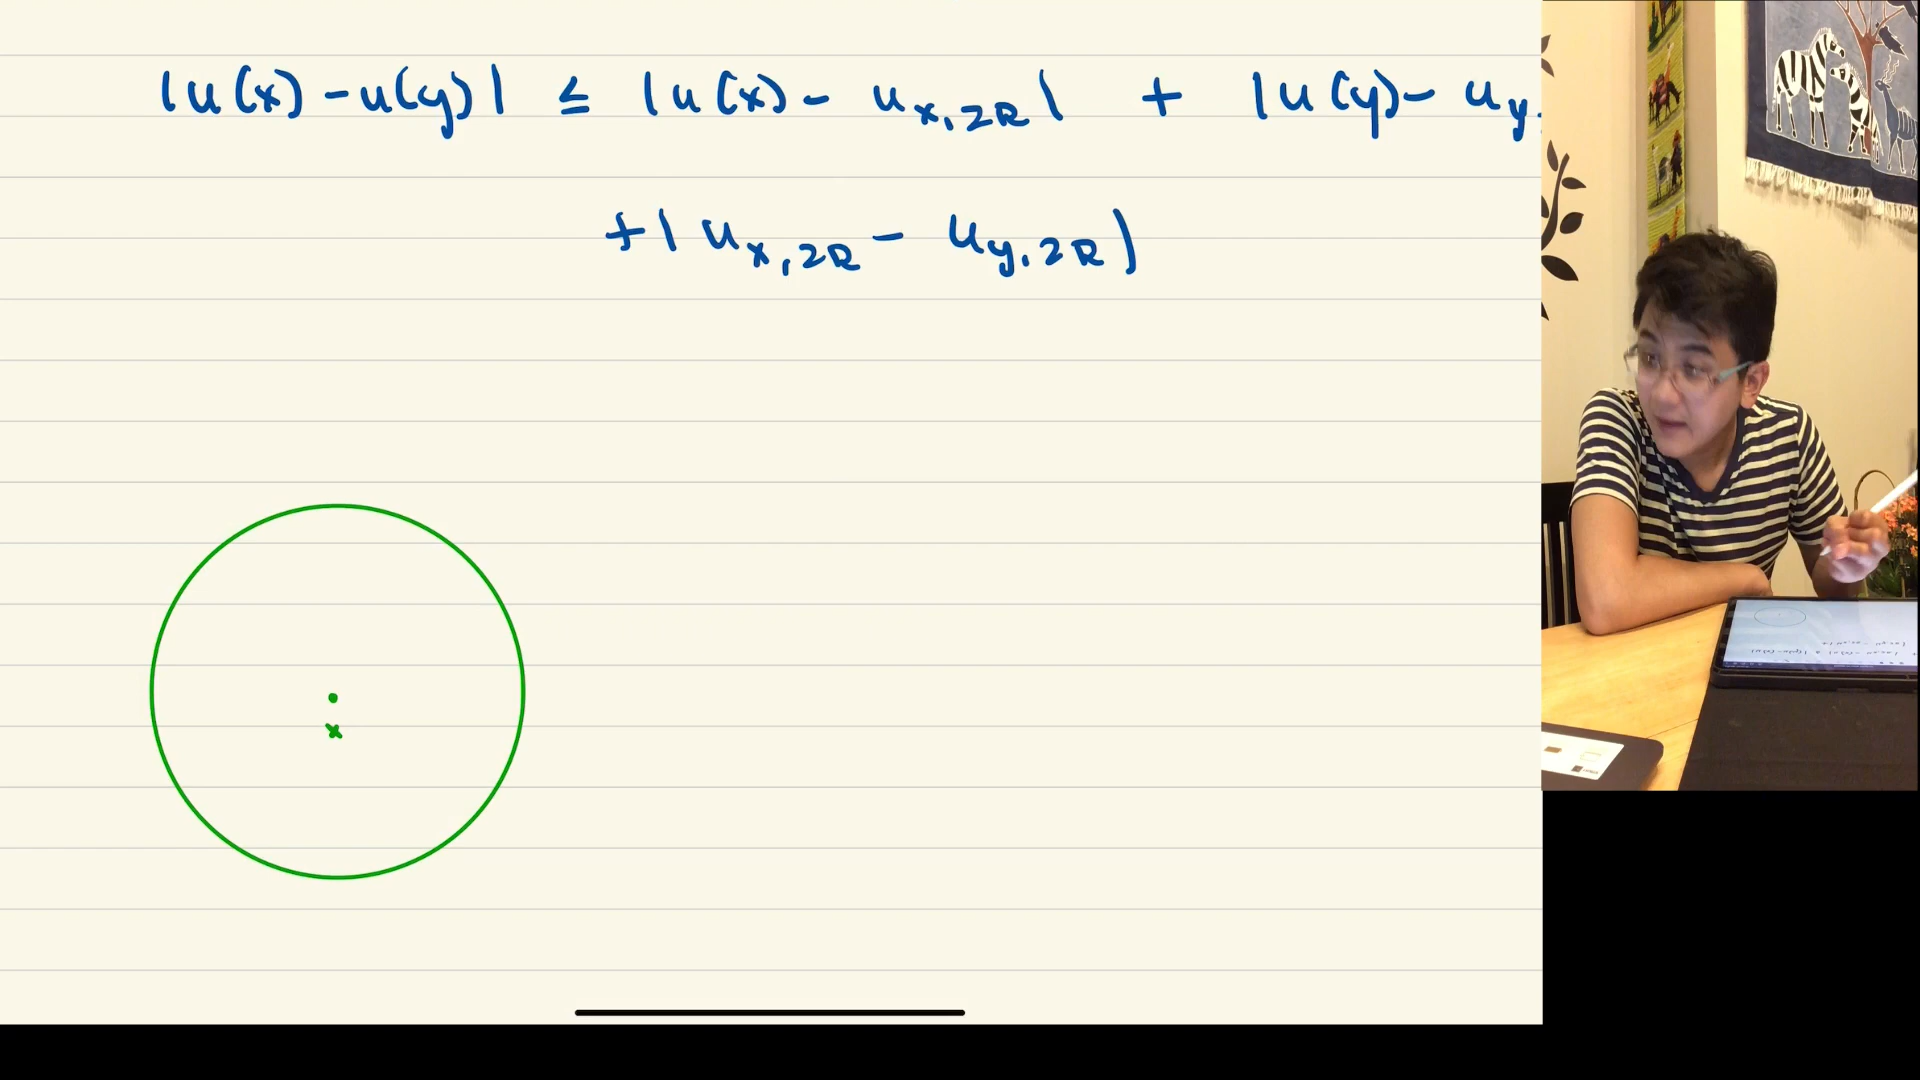 |u(x) - u(y)| ≤ |u(x) - u_{x,2R}| + |u(y) - u_{y,
+ |u_{x,2R} - u_{y,2R}|
x